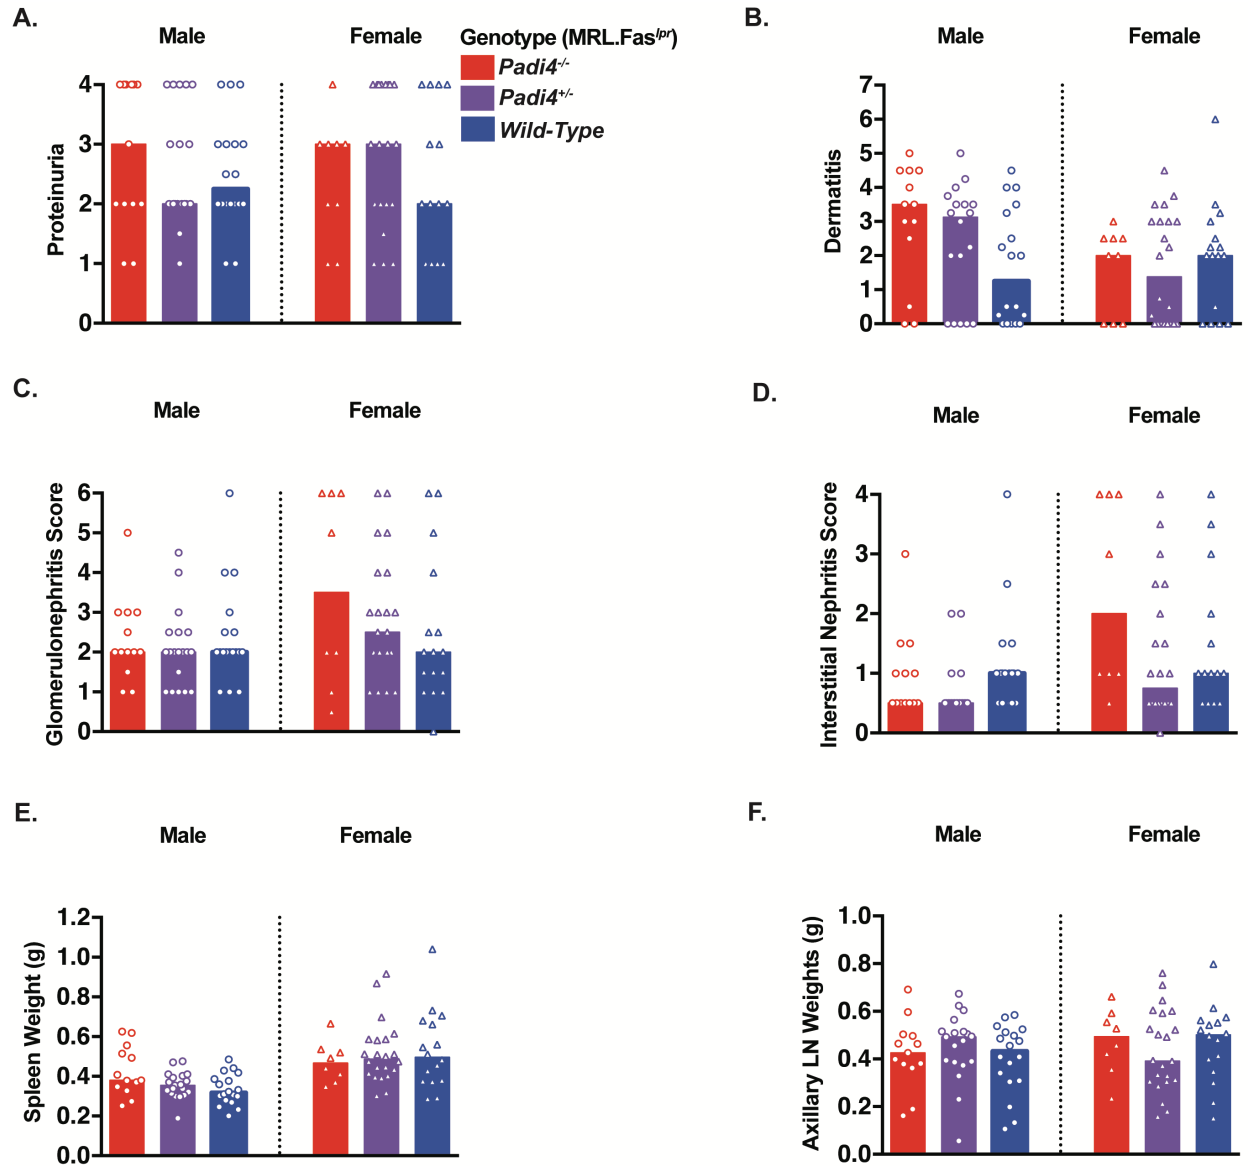 A.
Male
Female
Genotype (MRL.Fas^lpr)
Padi4^-/-
Padi4^+/-
Wild-Type
Proteinuria
4
3
2
1
0
B.
Male
Female
Dermatitis
7
6
5
4
3
2
1
0
C.
Male
Female
Glomerulonephritis Score
6
5
4
3
2
1
0
D.
Male
Female
Interstitial Nephritis Score
4
3
2
1
0
E.
Male
Female
Spleen Weight (g)
1.2
1.0
0.8
0.6
0.4
0.2
0.0
F.
Male
Female
Axillary LN Weights (g)
1.0
0.8
0.6
0.4
0.2
0.0